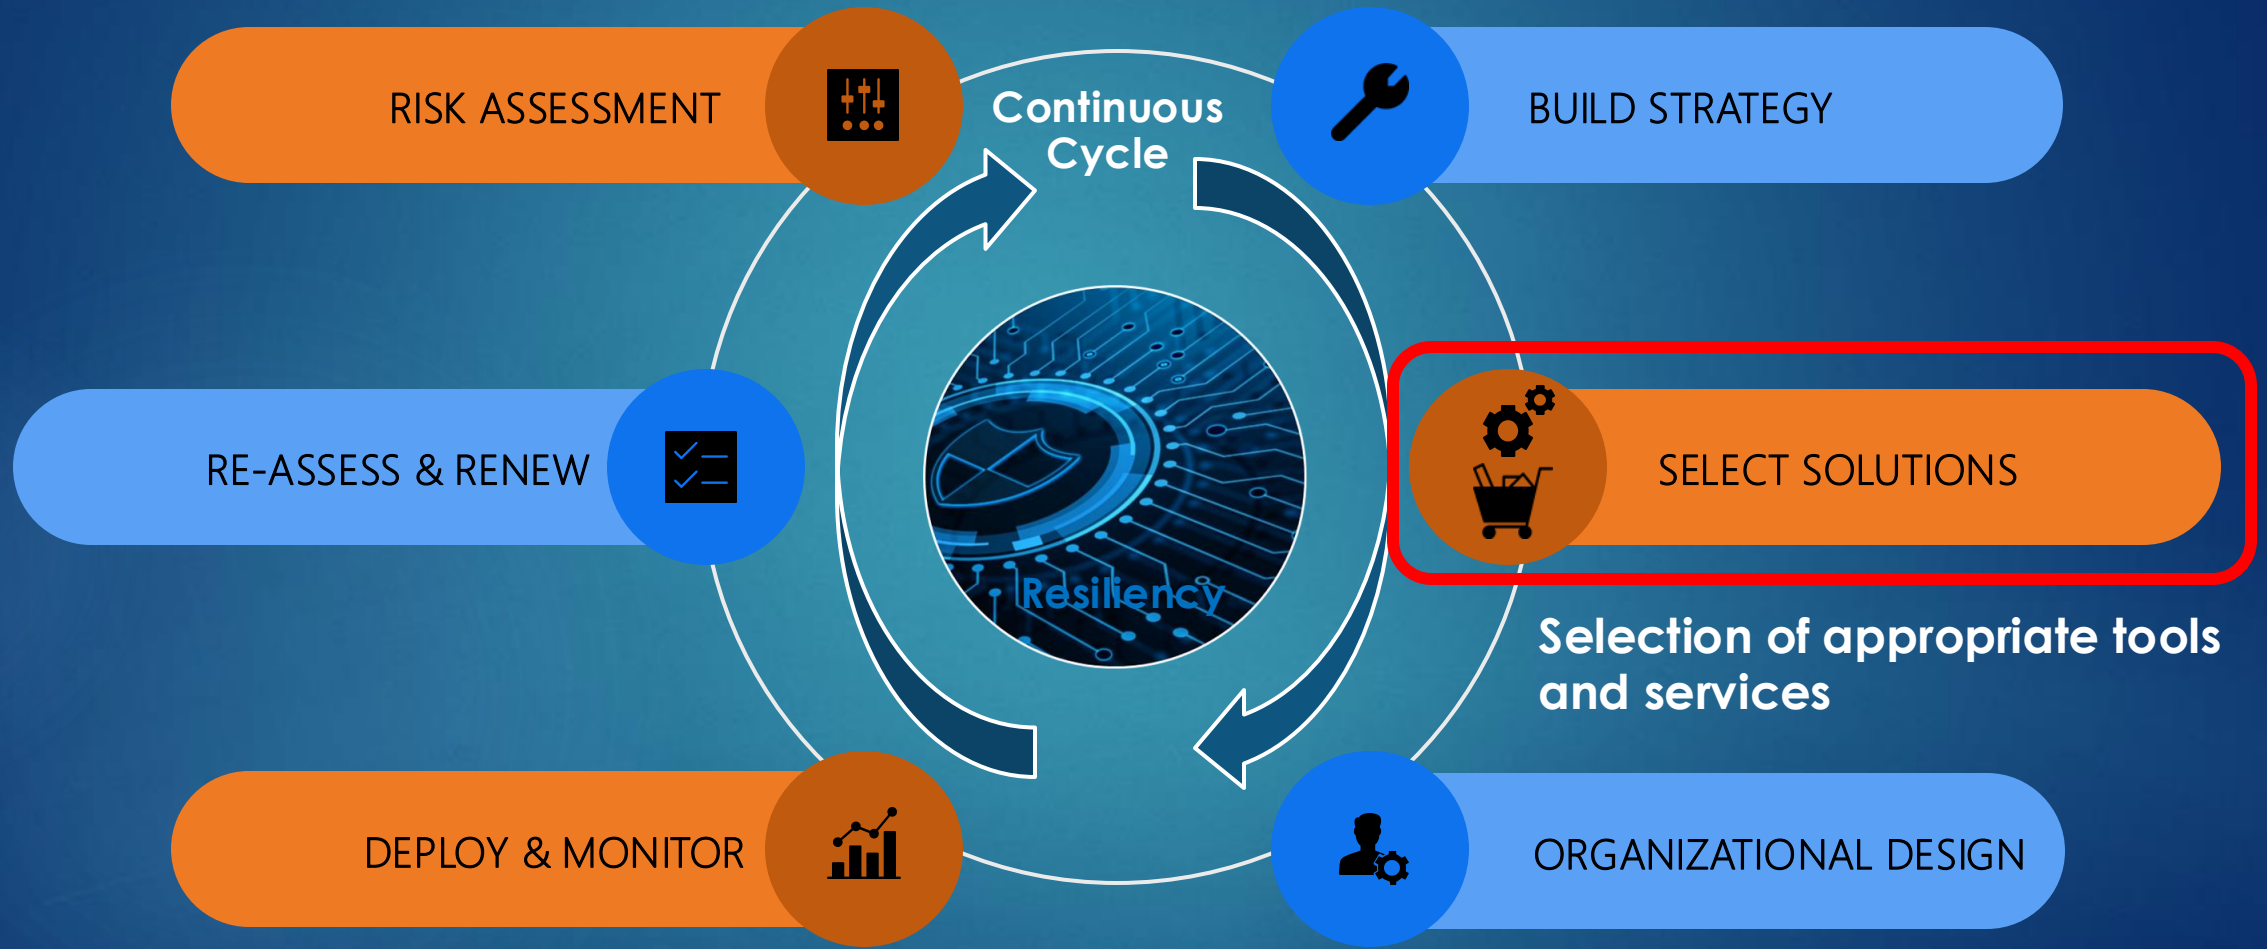 RISK ASSESSMENT
Continuous
Cycle
BUILD STRATEGY
RE-ASSESS & RENEW
Resiliency
SELECT SOLUTIONS
Selection of appropriate tools
and services
DEPLOY & MONITOR
ORGANIZATIONAL DESIGN